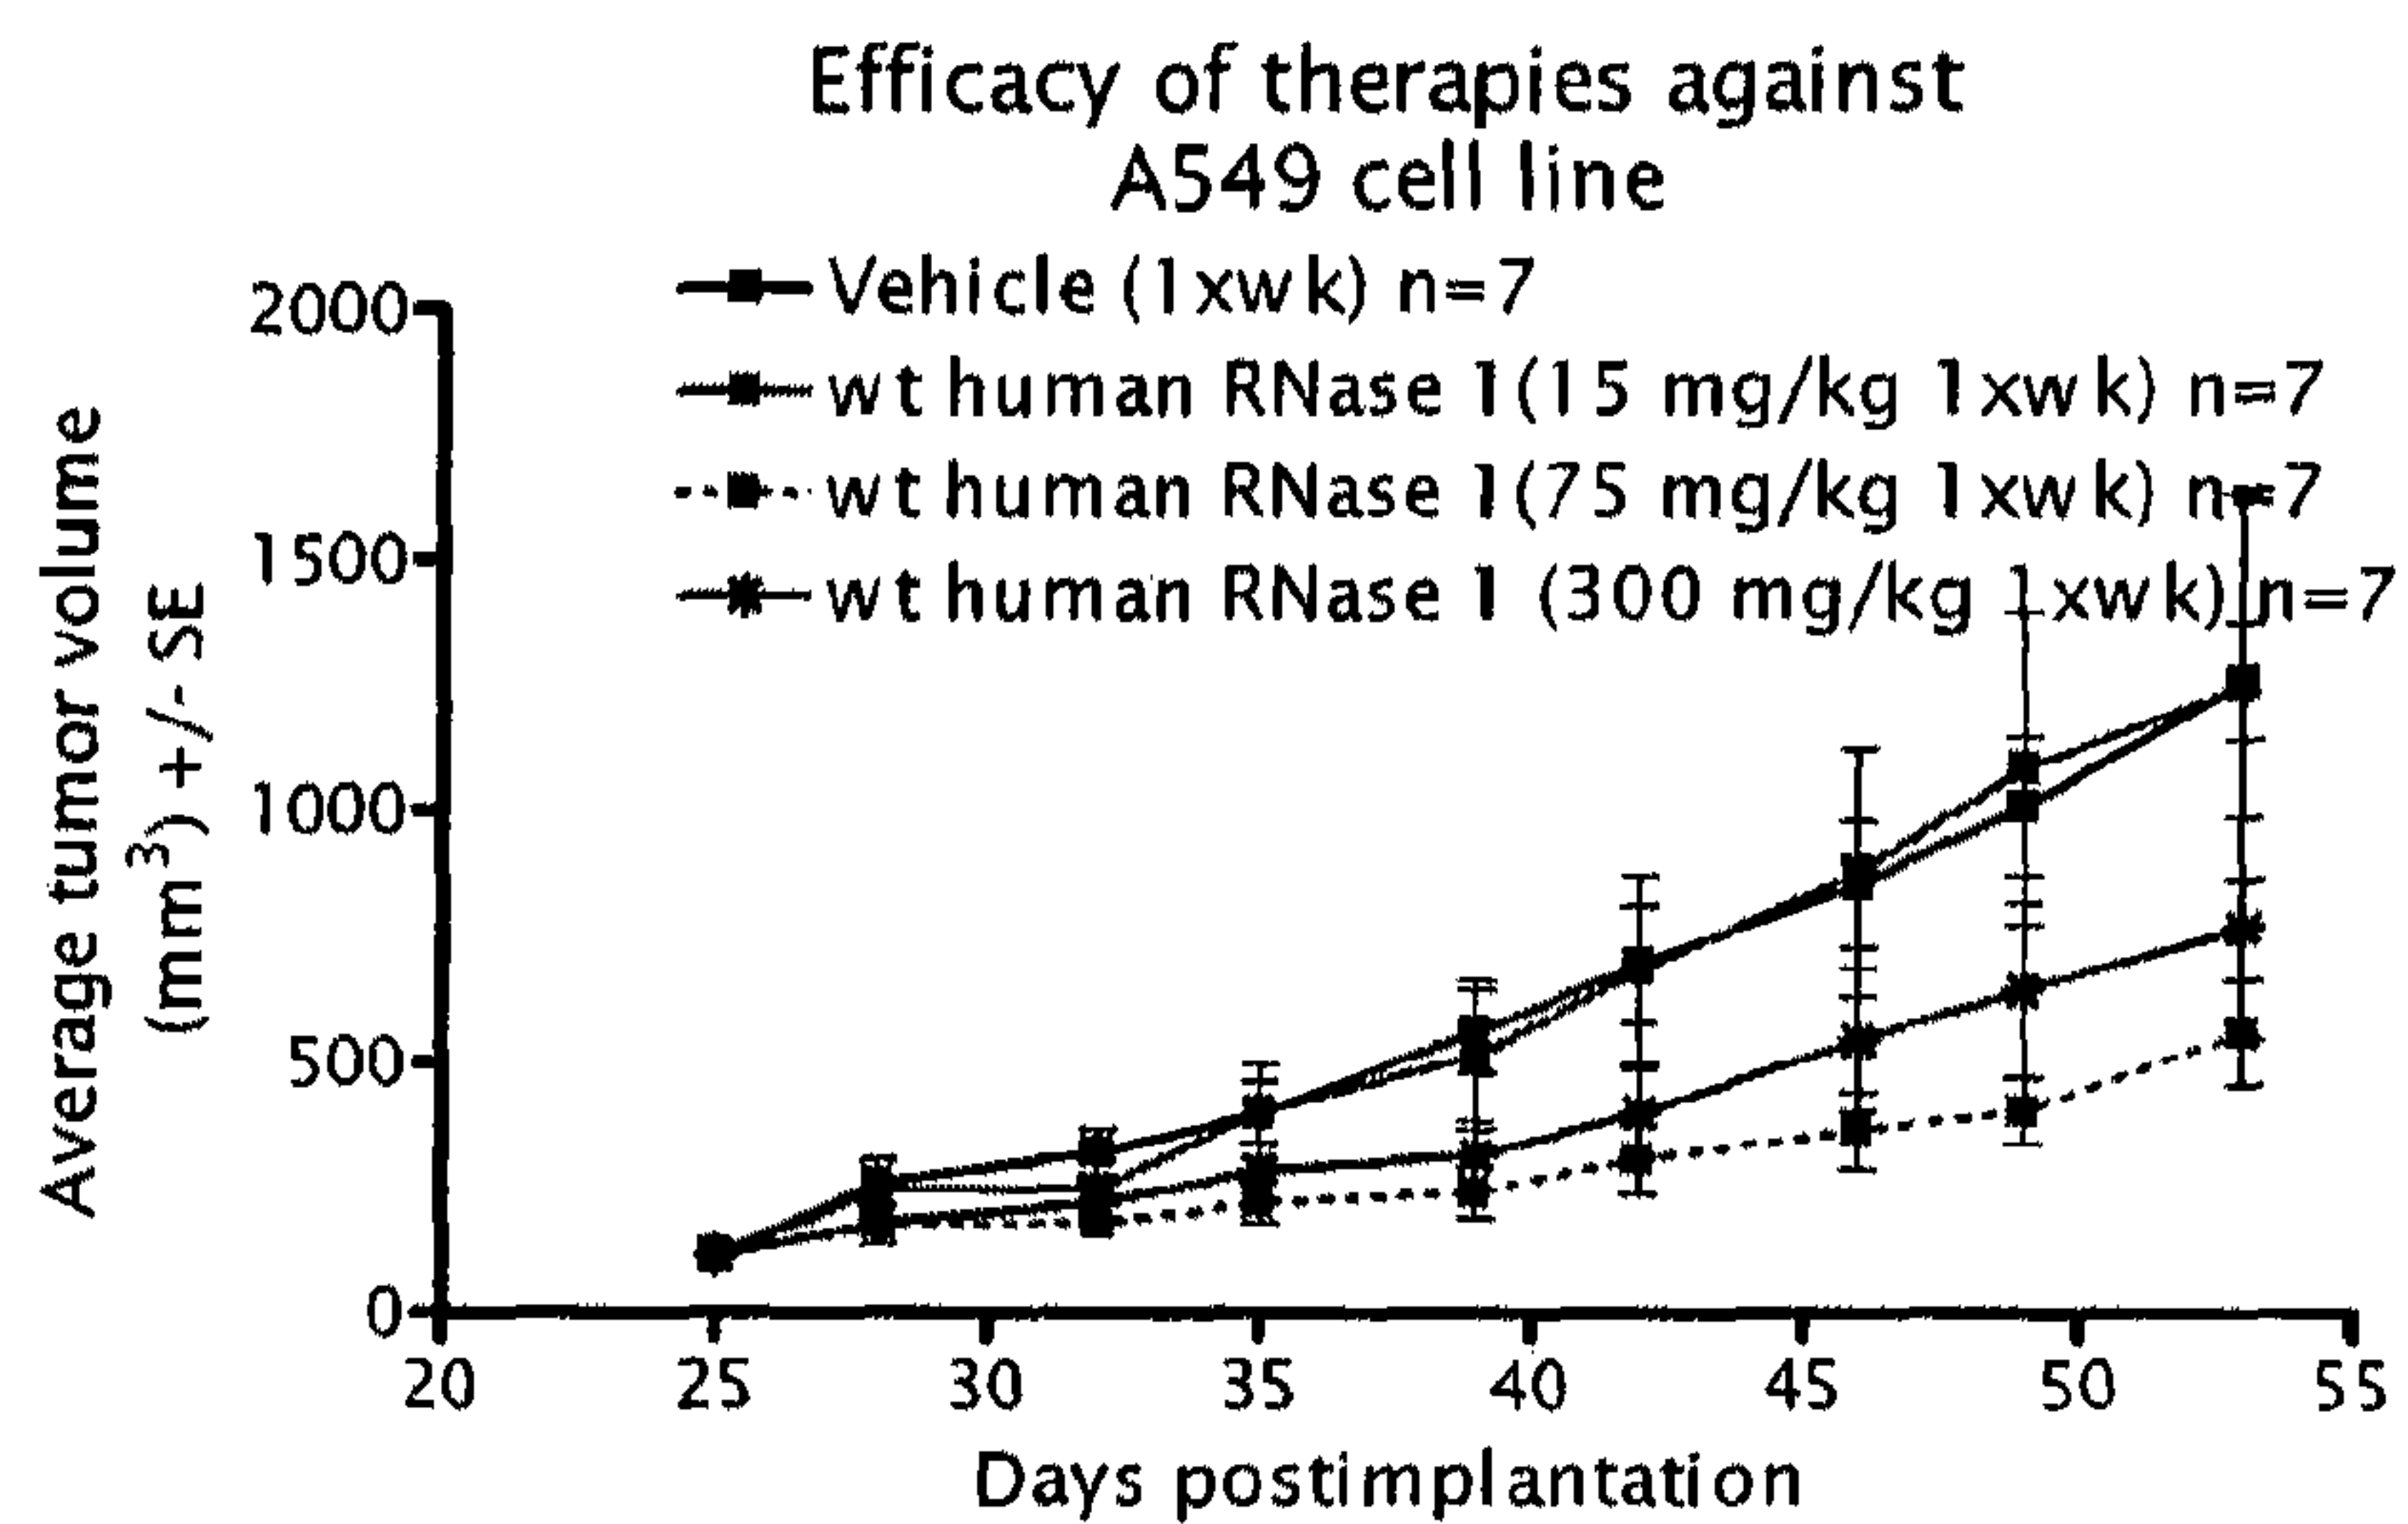 Efficacy of therapies against
A549 cell line
Vehicle (1xwk) n=7
wt human RNase 1(15 mg/kg 1xwk) n=7
wt human RNase 1(75 mg/kg 1xwk) n=7
wt human RNase 1 (300 mg/kg 1xwk) n=7
Average tumor volume
(mm³) +/- SE
2000
1500
1000
500
0
20 25 30 35 40 45 50 55
Days postimplantation